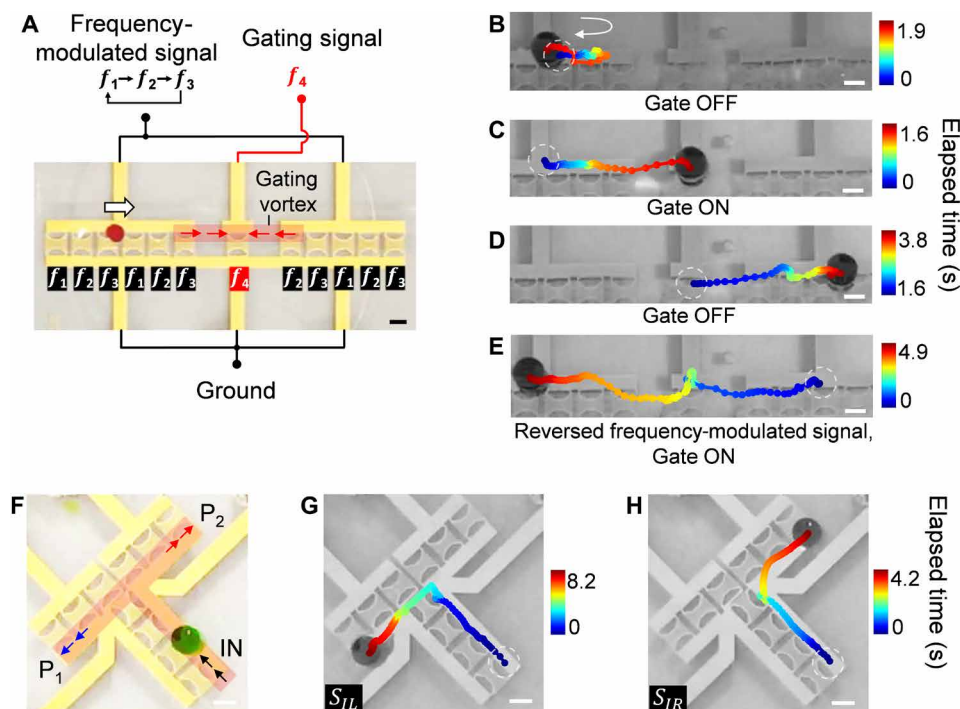 A
Frequency-
modulated signal
f1→f2→f3
Gating signal
f4
Gating
vortex
f1 f2 f3 f1 f2 f3 f4 f2 f3 f1 f2 f3
Ground
B
Gate OFF
1.9
0
C
Gate ON
1.6
0
D
Gate OFF
3.8
1.6
E
Reversed frequency-modulated signal,
Gate ON
4.9
0
Elapsed time (s)
F
P2
P1
IN
G
SIL
8.2
0
H
SIR
4.2
0
Elapsed time (s)